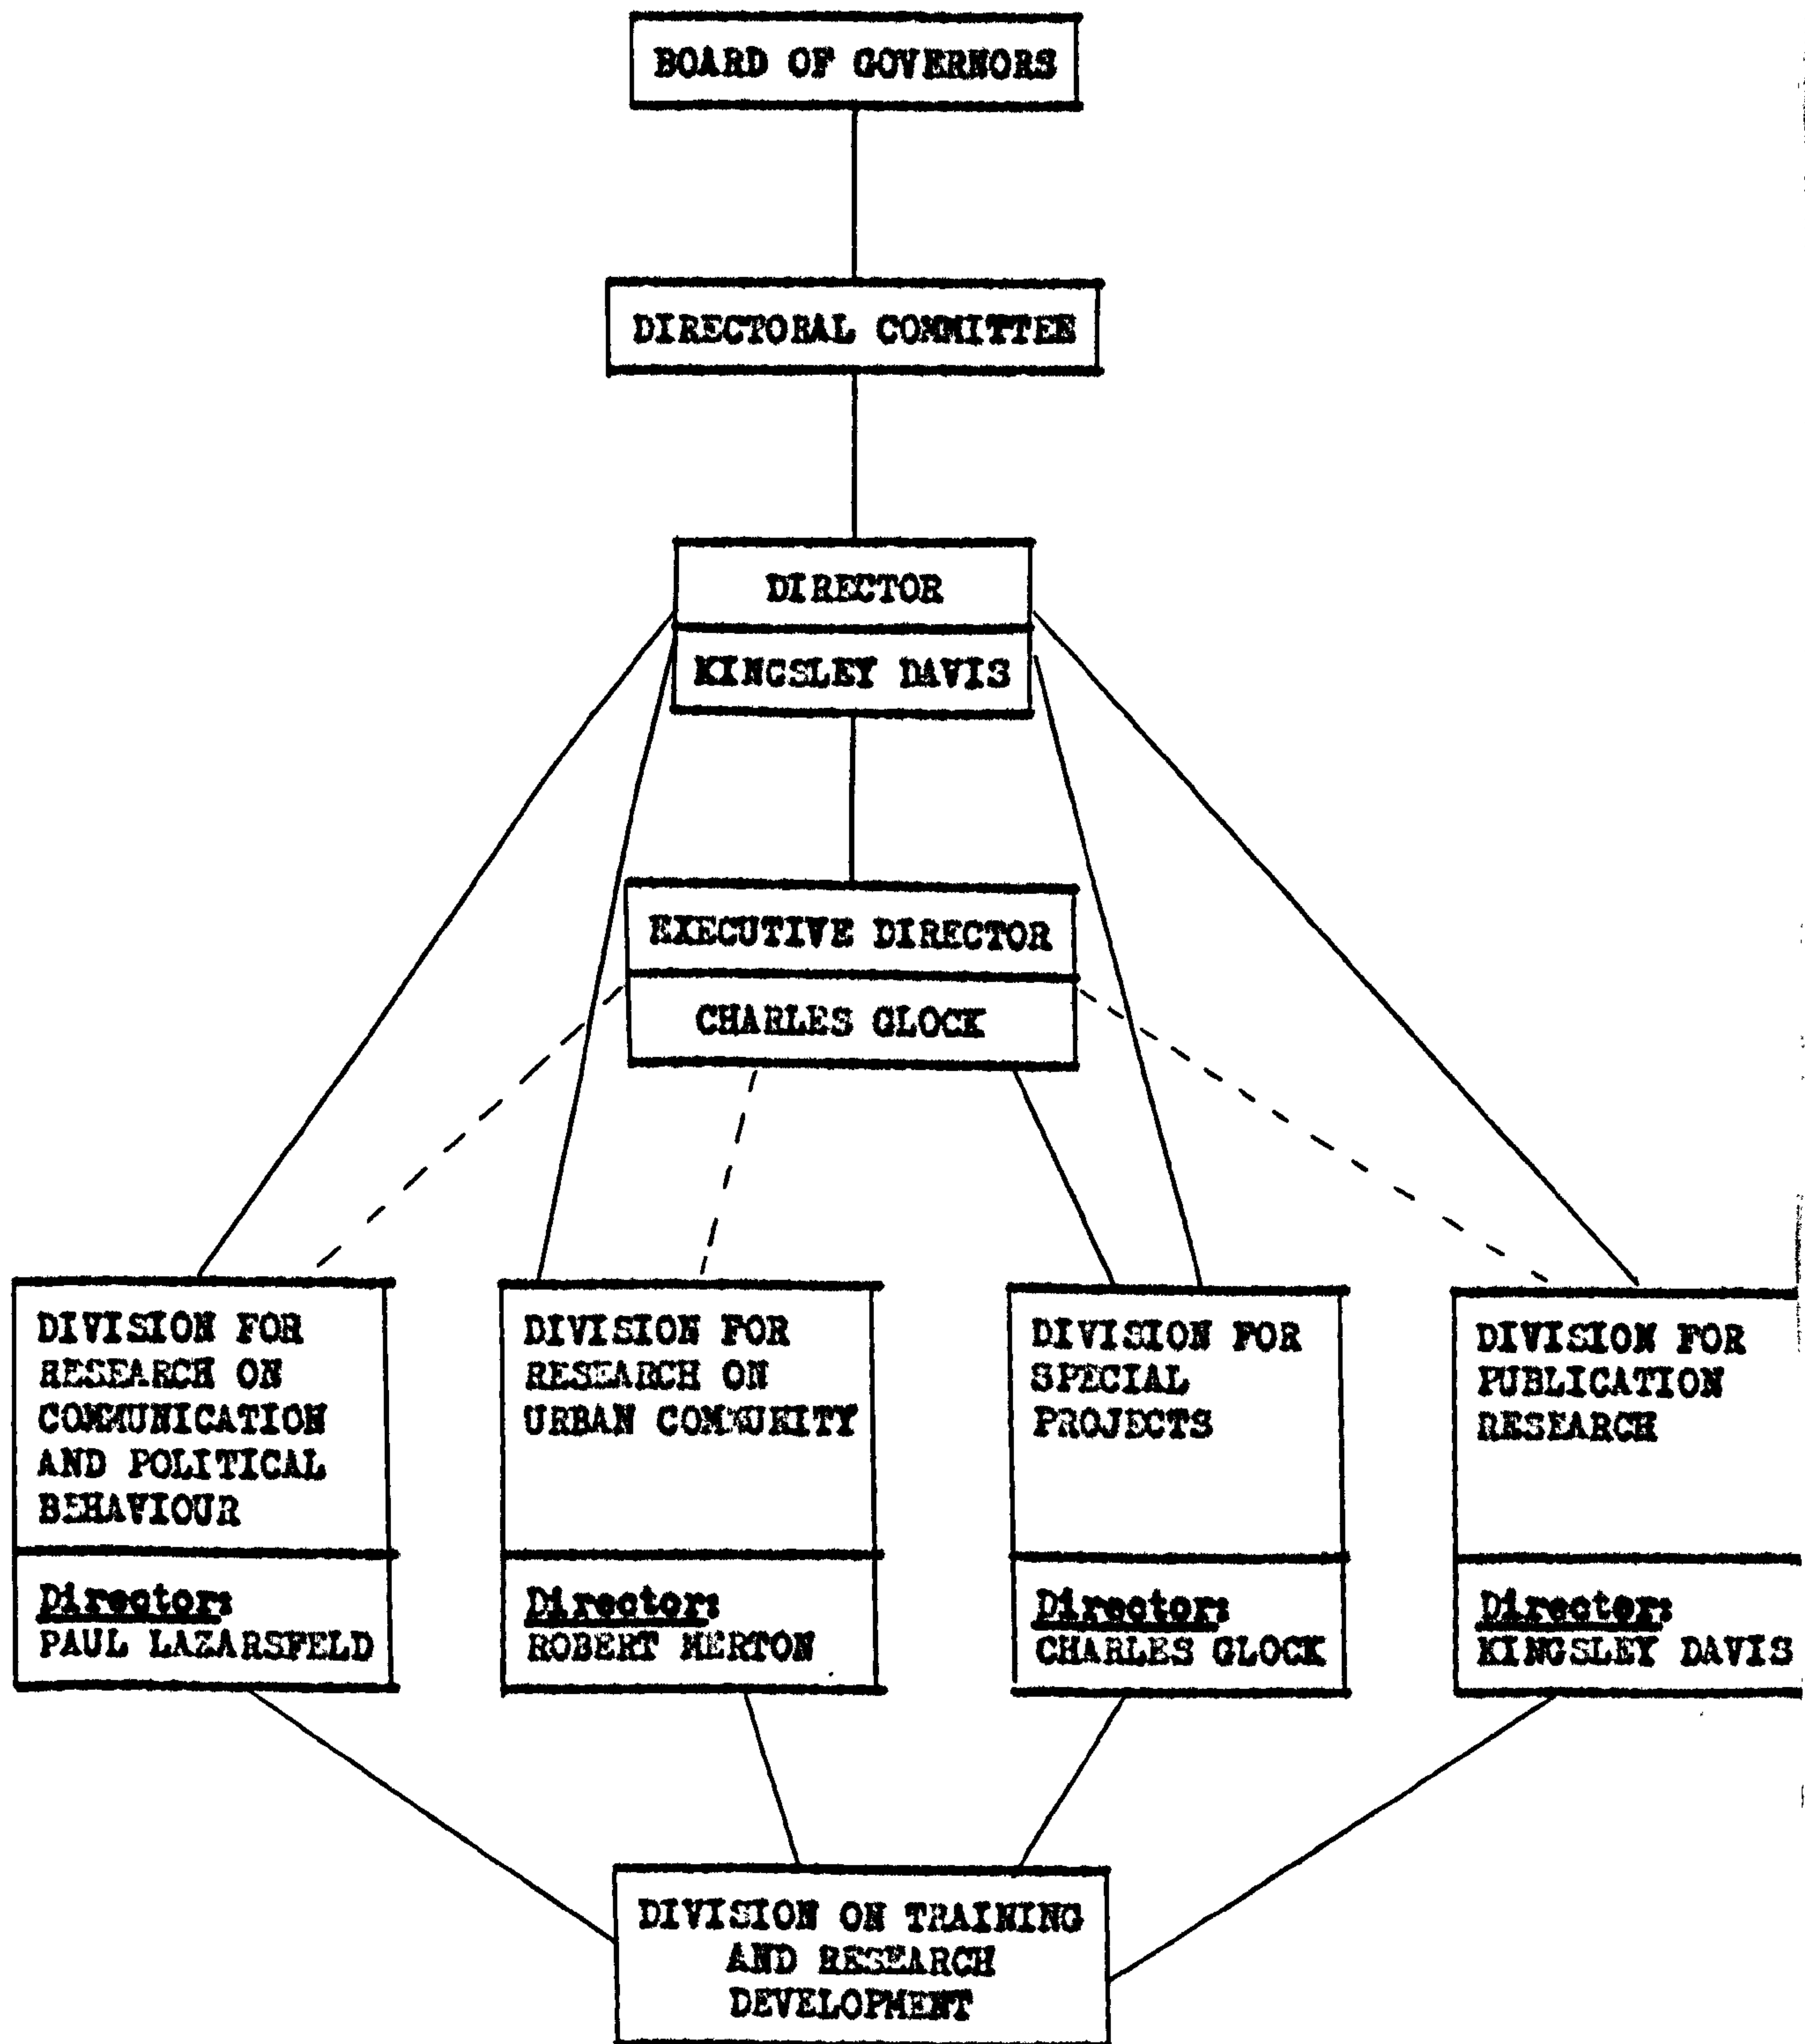 BOARD OF GOVERNORS
DIRECTORAL COMMITTEE
DIRECTOR
KINGSLEY DAVIS
EXECUTIVE DIRECTOR
CHARLES GLOCK
DIVISION FOR
RESEARCH ON
COMMUNICATION
AND POLITICAL
BEHAVIOUR
Director:
PAUL LAZARSFELD
DIVISION FOR
RESEARCH ON
URBAN COMMUNITY
Director:
ROBERT MERTON
DIVISION FOR
SPECIAL
PROJECTS
Director:
CHARLES GLOCK
DIVISION FOR
PUBLICATION
RESEARCH
Director:
KINGSLEY DAVIS
DIVISION ON TRAINING
AND RESEARCH
DEVELOPMENT